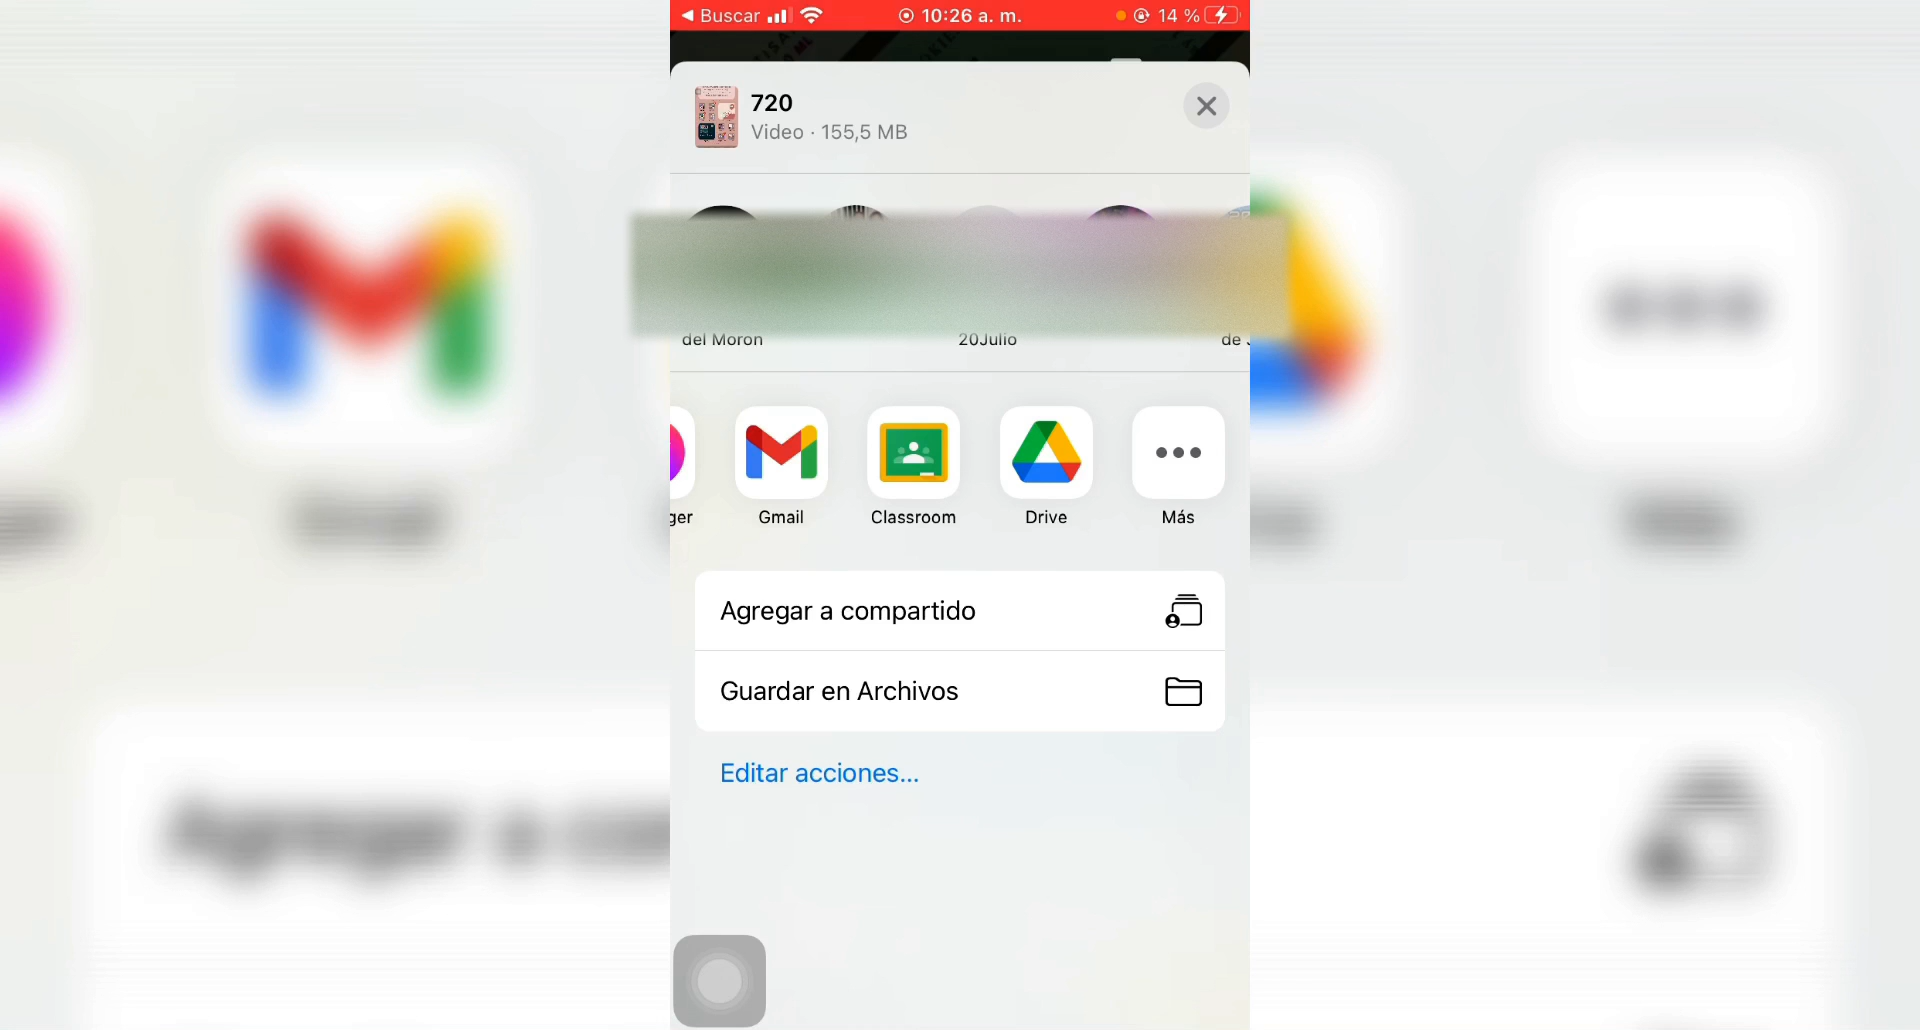 Buscar 10:26 a. m. 14 %
720
Video · 155,5 MB
del Moron 20Julio de
ger Gmail Classroom Drive Más
Agregar a compartido
Guardar en Archivos
Editar acciones...